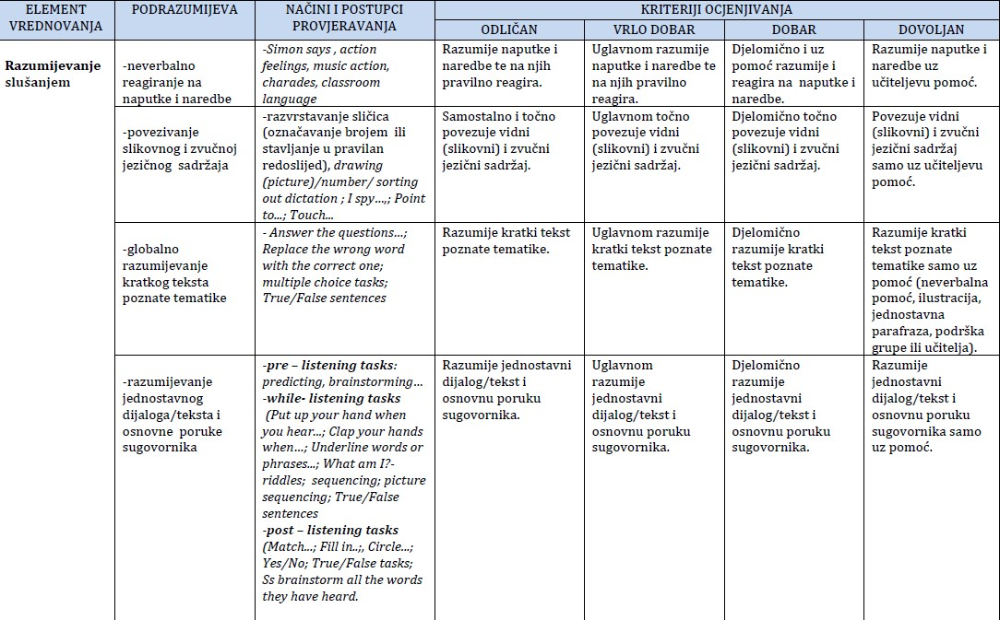 ELEMENT
VREDNOVANJA
PODRAZUMIJEVA
NAČINI I POSTUPCI
PROVJERAVANJA
KRITERIJI OCJENJIVANJA
ODLIČAN
VRLO DOBAR
DOBAR
DOVOLJAN
Razumijevanje
slušanjem
-neverbalno
reagiranje na
naputke i naredbe
-Simon says , action
feelings, music action,
charades, classroom
language
Razumije naputke i
naredbe te na njih
pravilno reagira.
Uglavnom razumije
naputke i naredbe te
na njih pravilno
reagira.
Djelomično i uz
pomoć razumije i
reagira na  naputke i
naredbe.
Razumije naputke i
naredbe uz
učiteljevu pomoć.
-povezivanje
slikovnog i zvučnoj
jezičnog  sadržaja
-razvrstavanje sličica
(označavanje brojem  ili
stavljanje u pravilan
redoslijed), drawing
(picture)/number/ sorting
out dictation ; I spy...,; Point
to...; Touch...
Samostalno i točno
povezuje vidni
(slikovni) i zvučni
jezični sadržaj.
Uglavnom točno
povezuje vidni
(slikovni) i zvučni
jezični sadržaj.
Djelomično točno
povezuje vidni
(slikovni) i zvučni
jezični sadržaj.
Povezuje vidni
(slikovni) i zvučni
jezični sadržaj
samo uz učiteljevu
pomoć.
-globalno
razumijevanje
kratkog teksta
poznate tematike
- Answer the questions...;
Replace the wrong word
with the correct one;
multiple choice tasks;
True/False sentences
Razumije kratki tekst
poznate tematike.
Uglavnom razumije
kratki tekst poznate
tematike.
Djelomično
razumije kratki
tekst poznate
tematike.
Razumije kratki
tekst poznate
tematike samo uz
pomoć (neverbalna
pomoć, ilustracija,
jednostavna
parafraza, podrška
grupe ili učitelja).
-razumijevanje
jednostavnog
dijaloga/teksta i
osnovne  poruke
sugovornika
-pre – listening tasks:
predicting, brainstorming...
-while- listening tasks
(Put up your hand when
you hear...; Clap your hands
when...; Underline words or
phrases...; What am I?-
riddles;  sequencing; picture
sequencing; True/False
sentences
-post – listening tasks
(Match...; Fill in..;, Circle...;
Yes/No; True/False tasks;
Ss brainstorm all the words
they have heard.
Razumije jednostavni
dijalog/tekst i
osnovnu poruku
sugovornika.
Uglavnom
razumije
jednostavni
dijalog/tekst i
osnovnu poruku
sugovornika.
Djelomično
razumije
jednostavni
dijalog/tekst i
osnovnu poruku
sugovornika.
Razumije
jednostavni
dijalog/tekst i
osnovnu poruku
sugovornika samo
uz pomoć.